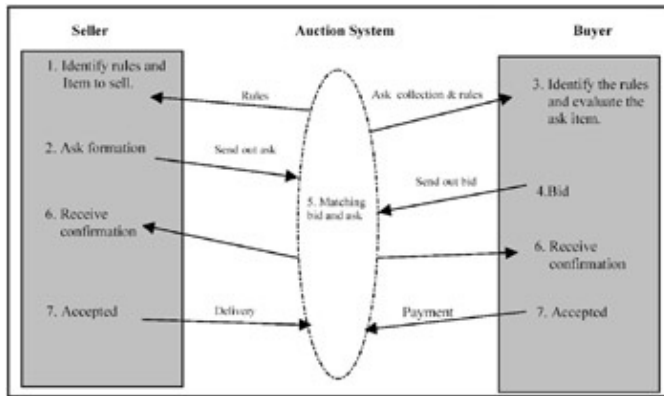 Seller
Auction System
Buyer
1. Identify rules and
Item to sell.
Rules
Ask collection & rules
3. Identify the rules
and evaluate the
ask item.
2. Ask formation
Send out ask
Send out bid
4.Bid
5. Matching
bid and ask
6. Receive
confirmation
6. Receive
confirmation
7. Accepted
Delivery
Payment
7. Accepted